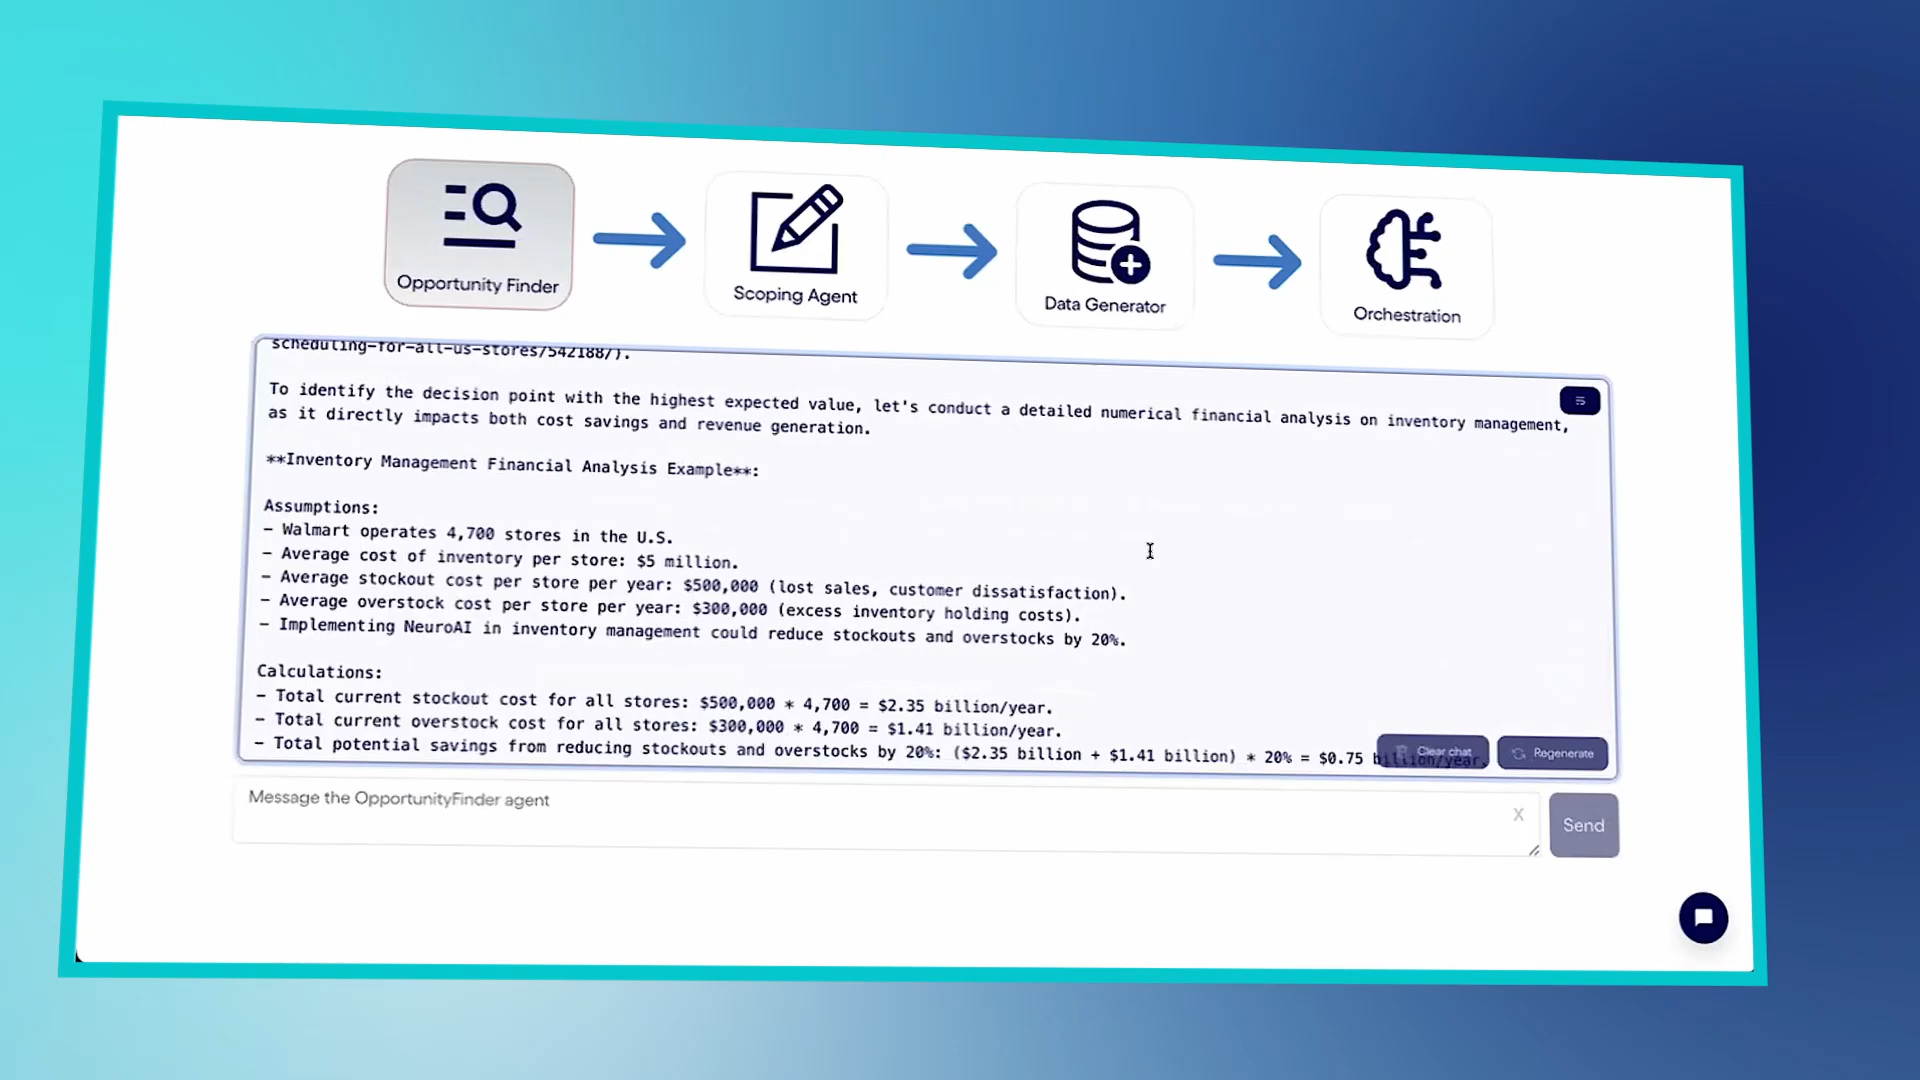 Opportunity Finder
Scoping Agent
Data Generator
Orchestration
scheduling-for-all-us-stores/542188/).
To identify the decision point with the highest expected value, let's conduct a detailed numerical financial analysis on inventory management,
as it directly impacts both cost savings and revenue generation.
**Inventory Management Financial Analysis Example**:
Assumptions:
– Walmart operates 4,700 stores in the U.S.
– Average cost of inventory per store: $5 million.
– Average stockout cost per store per year: $500,000 (lost sales, customer dissatisfaction).
– Average overstock cost per store per year: $300,000 (excess inventory holding costs).
– Implementing NeuroAI in inventory management could reduce stockouts and overstocks by 20%.
Calculations:
– Total current stockout cost for all stores: $500,000 * 4,700 = $2.35 billion/year.
– Total current overstock cost for all stores: $300,000 * 4,700 = $1.41 billion/year.
– Total potential savings from reducing stockouts and overstocks by 20%: ($2.35 billion + $1.41 billion) * 20% = $0.75 billion/year.
Clear chat
Regenerate
Message the OpportunityFinder agent
X
Send